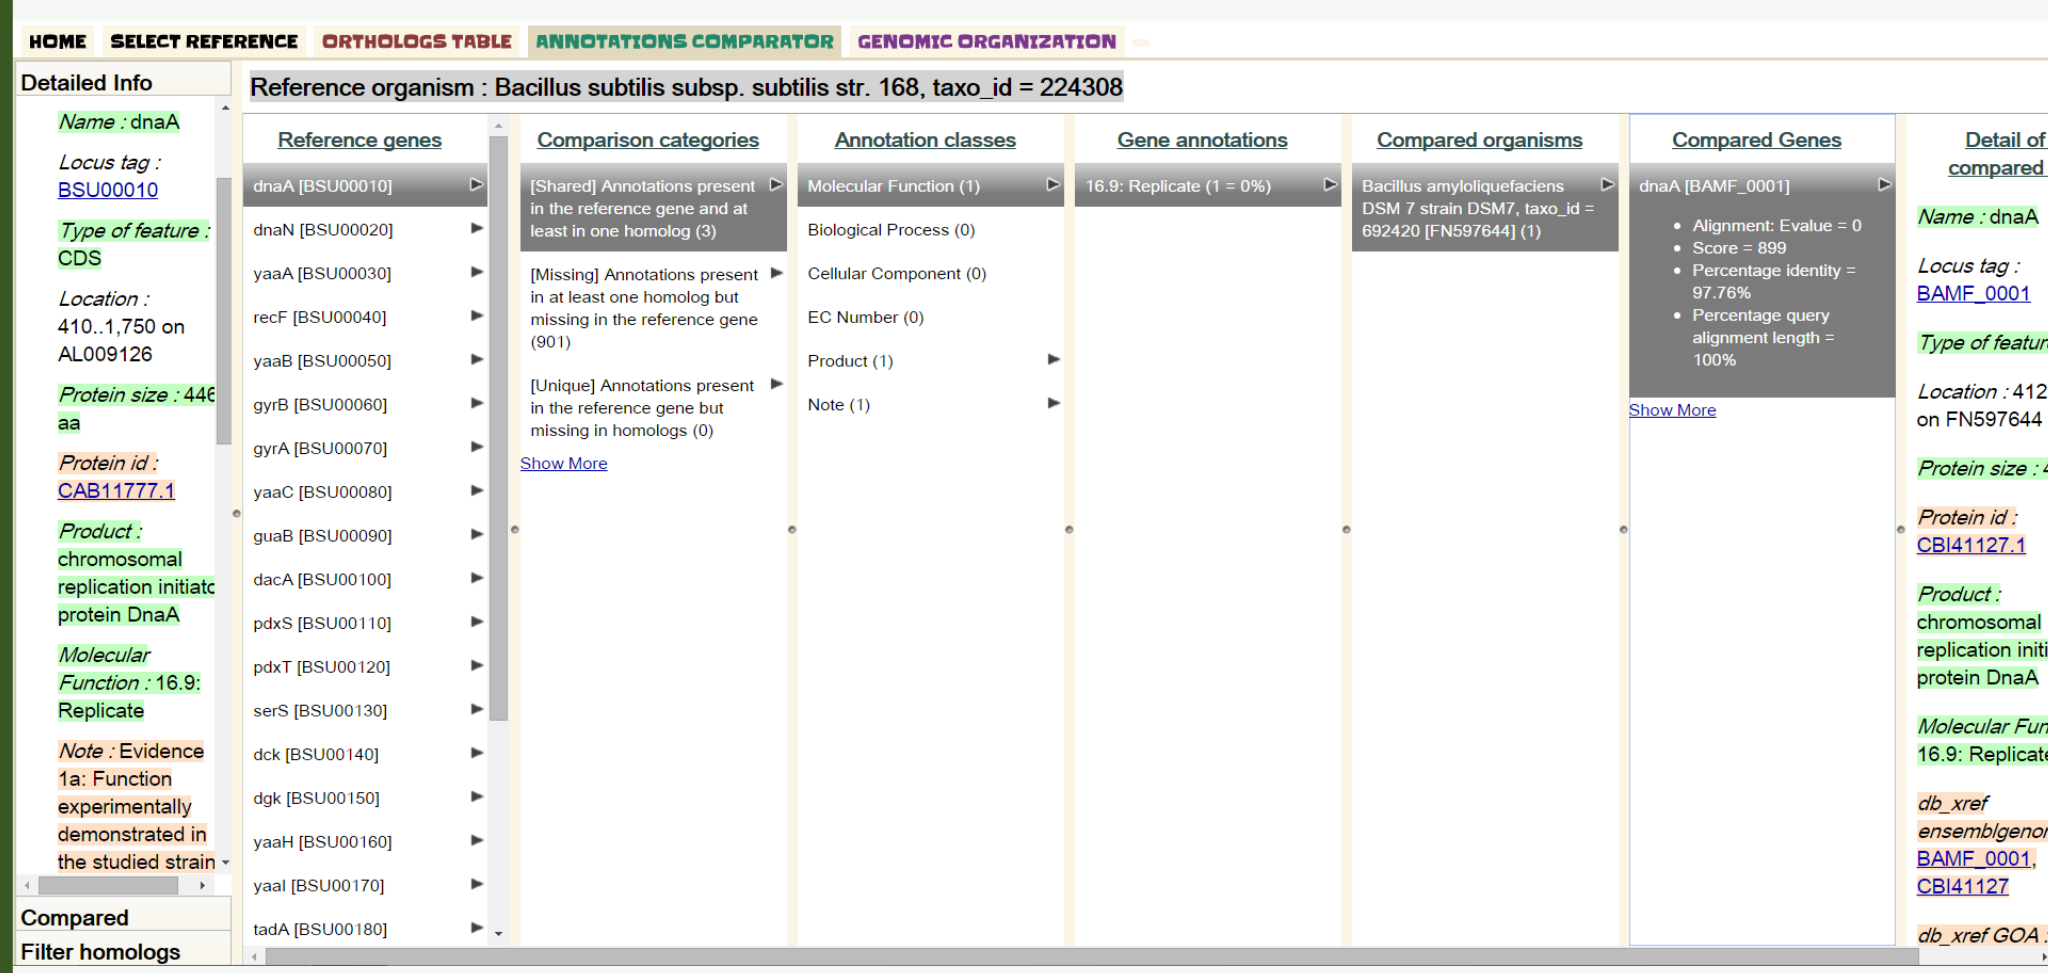 HOME SELECT REFERENCE ORTHOLOGS TABLE ANNOTATIONS COMPARATOR GENOMIC ORGANIZATION
Detailed Info
Name : dnaA
Locus tag :
BSU00010
Type of feature :
CDS
Location :
410..1,750 on
AL009126
Protein size : 446
aa
Protein id :
CAB11777.1
Product :
chromosomal
replication
protein DnaA
Molecular
Function : 16.9:
Replicate
Note : Evidence
1a: Function
experimentally
demonstrated in
the studied strain
Compared
Filter homologs
Reference organism : Bacillus subtilis subsp. subtilis str. 168, taxo_id = 224308
Reference genes
dnaA [BSU00010]
dnaN [BSU00020]
yaaA [BSU00030]
recF [BSU00040]
yaaB [BSU00050]
gyrB [BSU00060]
gyrA [BSU00070]
yaaC [BSU00080]
guaB [BSU00090]
dacA [BSU00100]
pdxS [BSU00110]
pdxT [BSU00120]
serS [BSU00130]
dck [BSU00140]
dgk [BSU00150]
yaaH [BSU00160]
yaaI [BSU00170]
tadA [BSU00180]
Comparison categories
[Shared] Annotations present
in the reference gene and at
least in one homolog (3)
[Missing] Annotations present
in at least one homolog but
missing in the reference gene
(901)
[Unique] Annotations present
in the reference gene but
missing in homologs (0)
Show More
Annotation classes
Molecular Function (1)
Biological Process (0)
Cellular Component (0)
EC Number (0)
Product (1)
Note (1)
Gene annotations
16.9: Replicate (1 = 0%)
Compared organisms
Bacillus amyloliquefaciens
DSM 7 strain DSM7, taxo_id =
692420 [FN597644] (1)
Compared Genes
dnaA [BAMF_0001]
Alignment: Evalue = 0
Score = 899
Percentage identity =
97.76%
Percentage query
alignment length =
100%
Show More
Detail of
compared
Name : dnaA
Locus tag :
BAMF_0001
Type of
Location : 412
on FN597644
Protein size :
Protein id :
CBI41127.1
Product :
chromosomal
replication
protein DnaA
Molecular
16.9: Replicate
db_xref
BAMF_0001,
CBI41127
db_xref GOA :